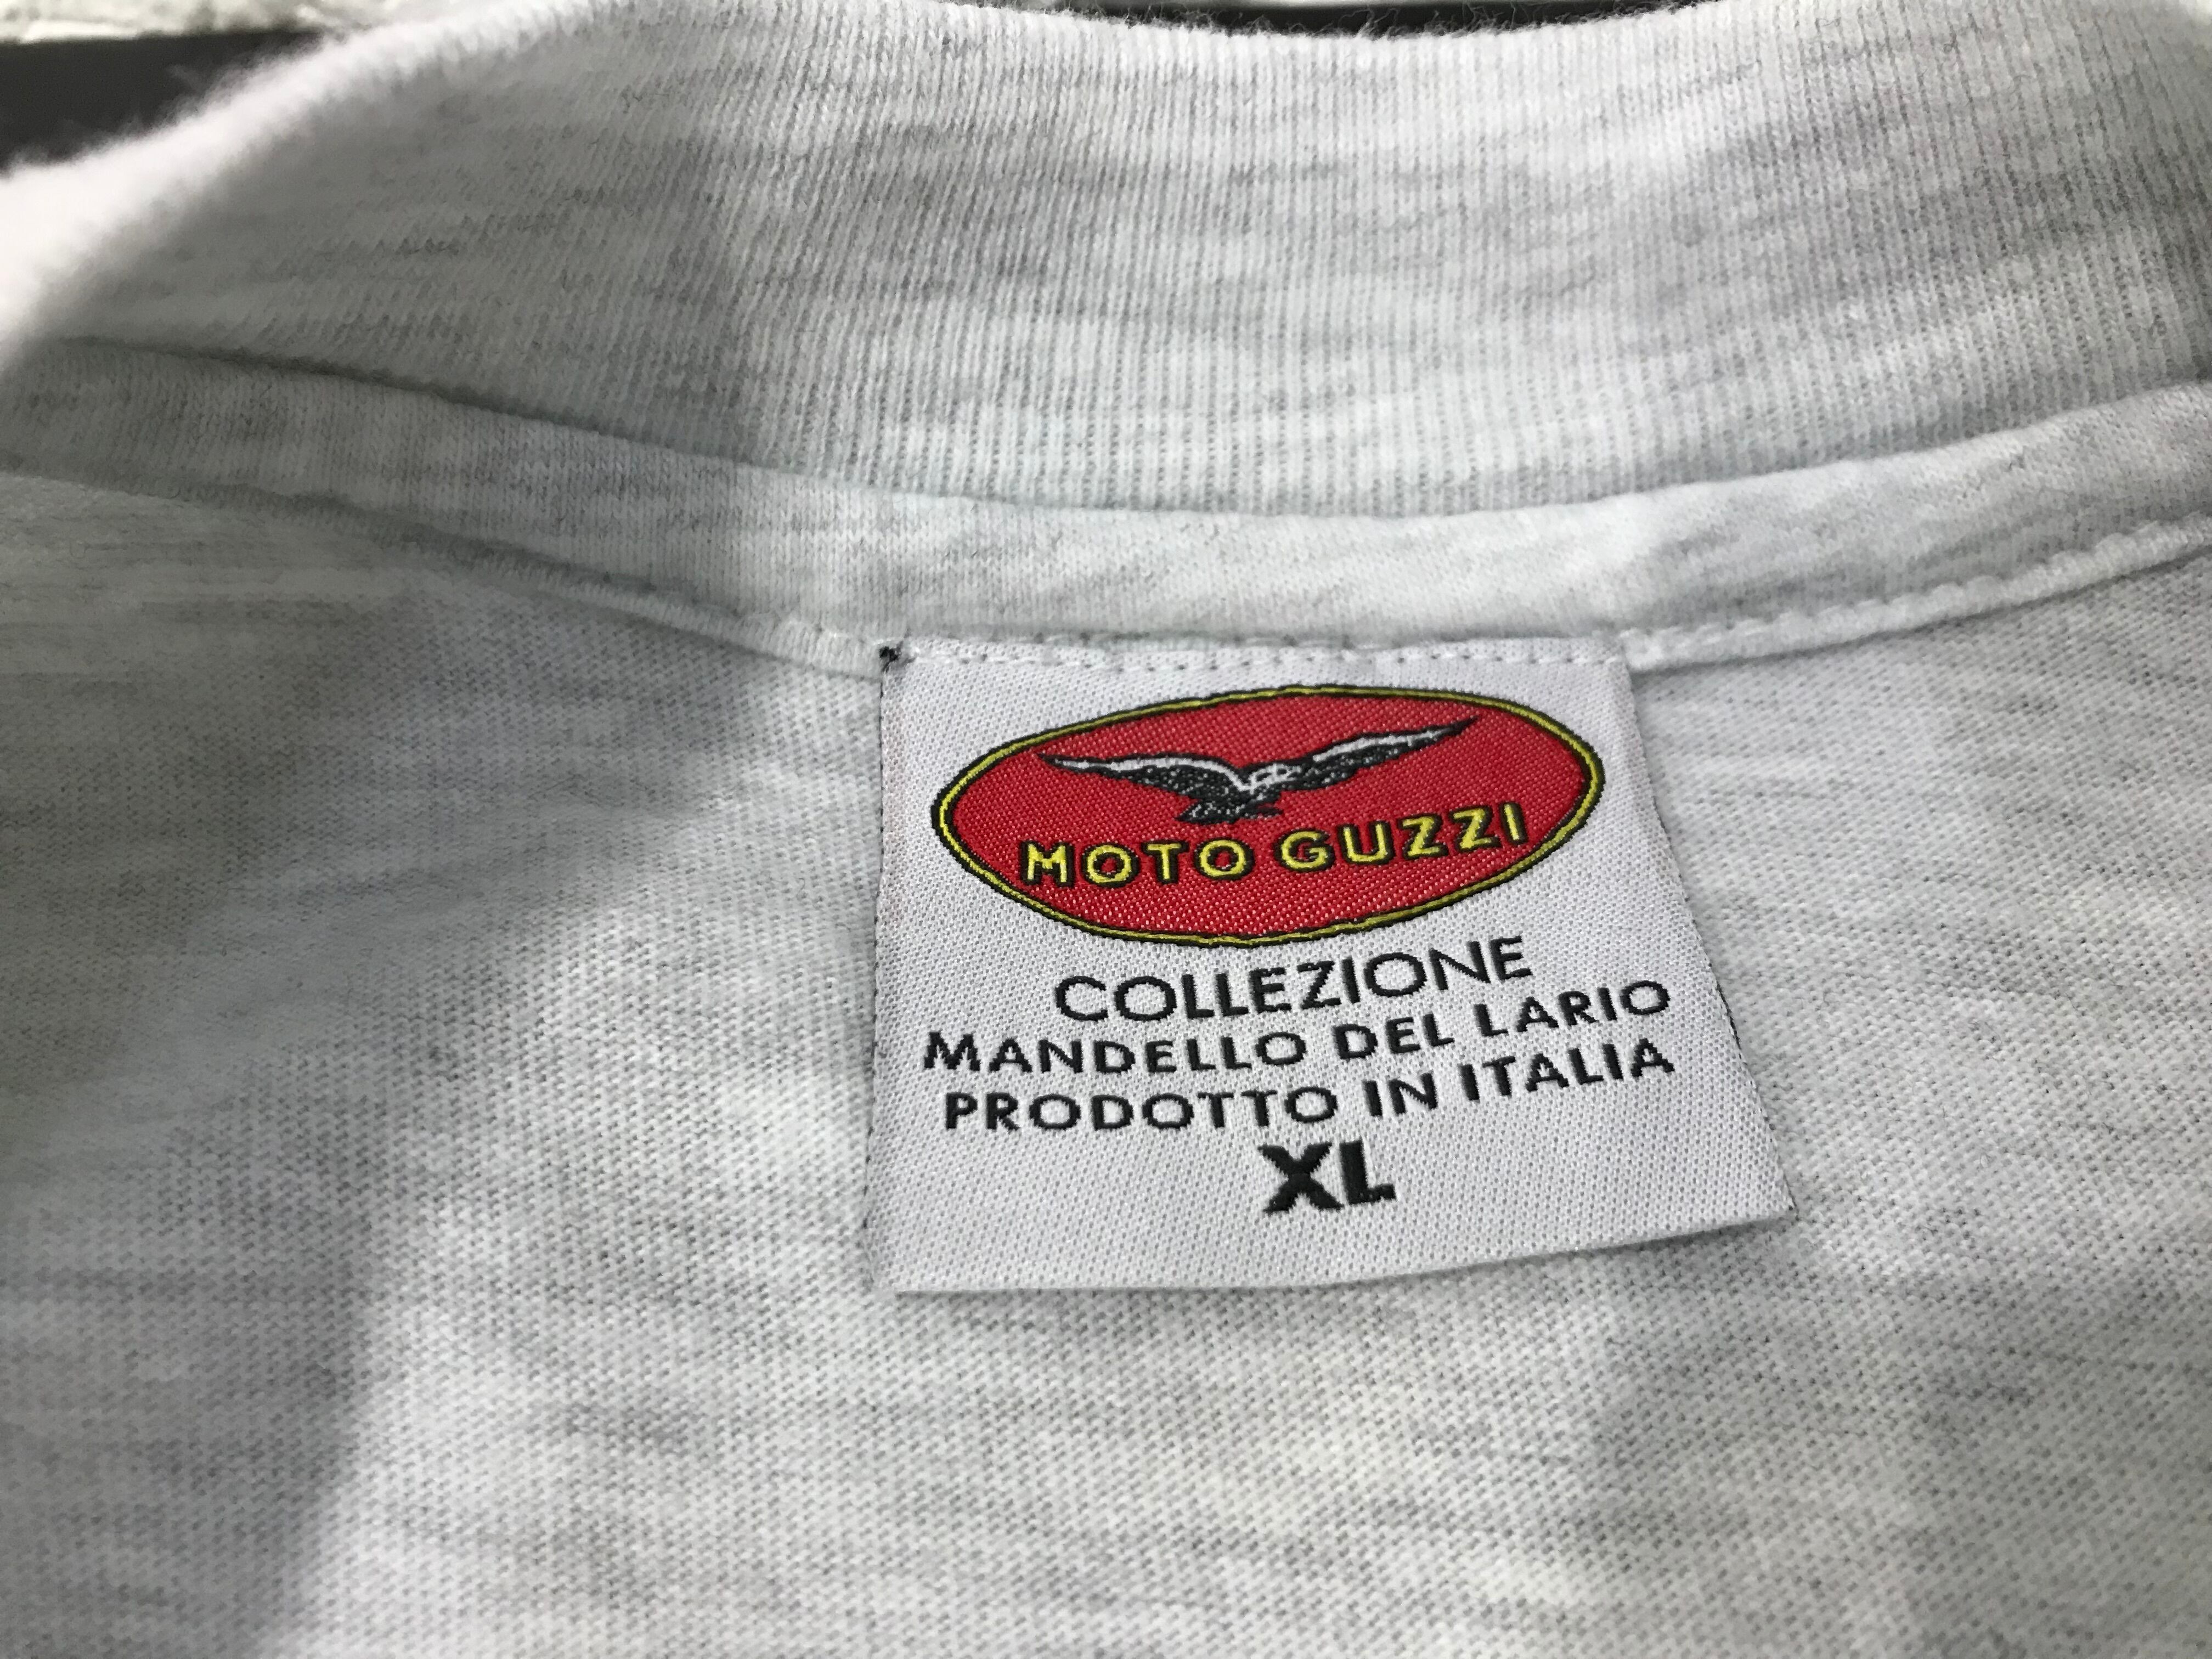 MOTO GUZZI
COLLEZIONE
MANDELLO DEL LARIO
PRODOTTO IN ITALIA
XL